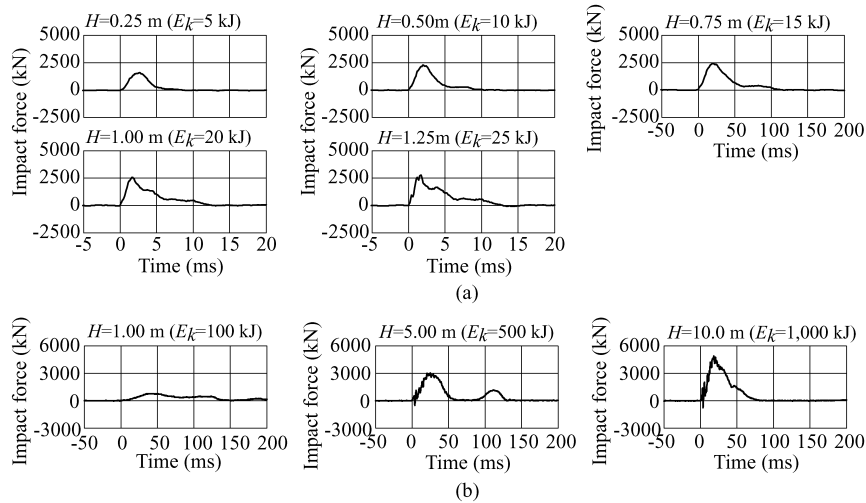 H=0.25 m (Ek=5 kJ)
5000
2500
0
-2500
H=0.50m (Ek=10 kJ)
5000
2500
0
-2500
H=0.75 m (Ek=15 kJ)
5000
2500
0
-2500
-50 0 50 100 150 200
Time (ms)
Impact force (kN)
H=1.00 m (Ek=20 kJ)
5000
2500
0
-2500
-5 0 5 10 15 20
Time (ms)
Impact force (kN)
H=1.25m (Ek=25 kJ)
5000
2500
0
-2500
-5 0 5 10 15 20
Time (ms)
Impact force (kN)
(a)
H=1.00 m (Ek=100 kJ)
6000
3000
0
-3000
-50 0 50 100 150 200
Time (ms)
Impact force (kN)
H=5.00 m (Ek=500 kJ)
6000
3000
0
-3000
-50 0 50 100 150 200
Time (ms)
Impact force (kN)
H=10.0 m (Ek=1,000 kJ)
6000
3000
0
-3000
-50 0 50 100 150 200
Time (ms)
Impact force (kN)
(b)